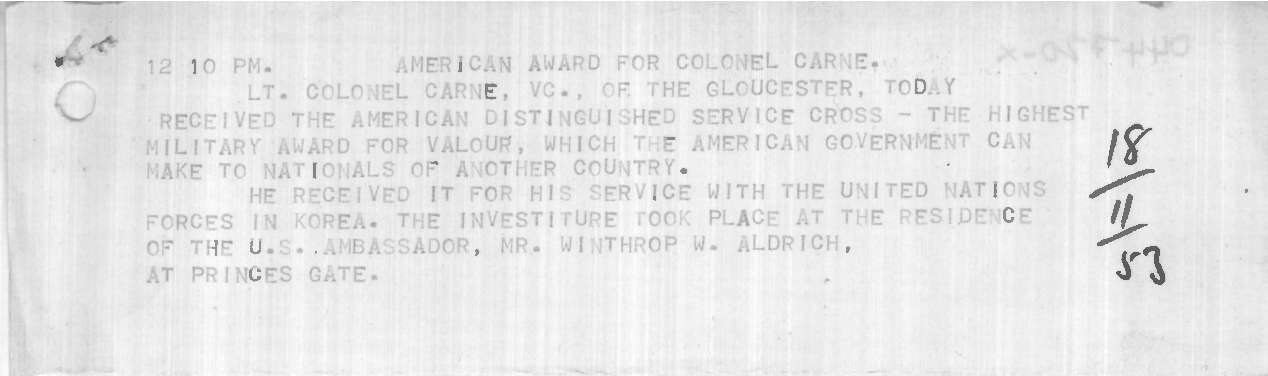 12 10 PM. AMERICAN AWARD FOR COLONEL CARNE.
LT. COLONEL CARNE, VC., OF THE GLOUCESTER, TODAY
RECEIVED THE AMERICAN DISTINGUISHED SERVICE CROSS - THE HIGHEST
MILITARY AWARD FOR VALOUR, WHICH THE AMERICAN GOVERNMENT CAN
MAKE TO NATIONALS OF ANOTHER COUNTRY.
HE RECEIVED IT FOR HIS SERVICE WITH THE UNITED NATIONS
FORCES IN KOREA. THE INVESTITURE TOOK PLACE AT THE RESIDENCE
OF THE U.S..AMBASSADOR, MR. WINTHROP W. ALDRICH,
AT PRINCES GATE.
18
11
53